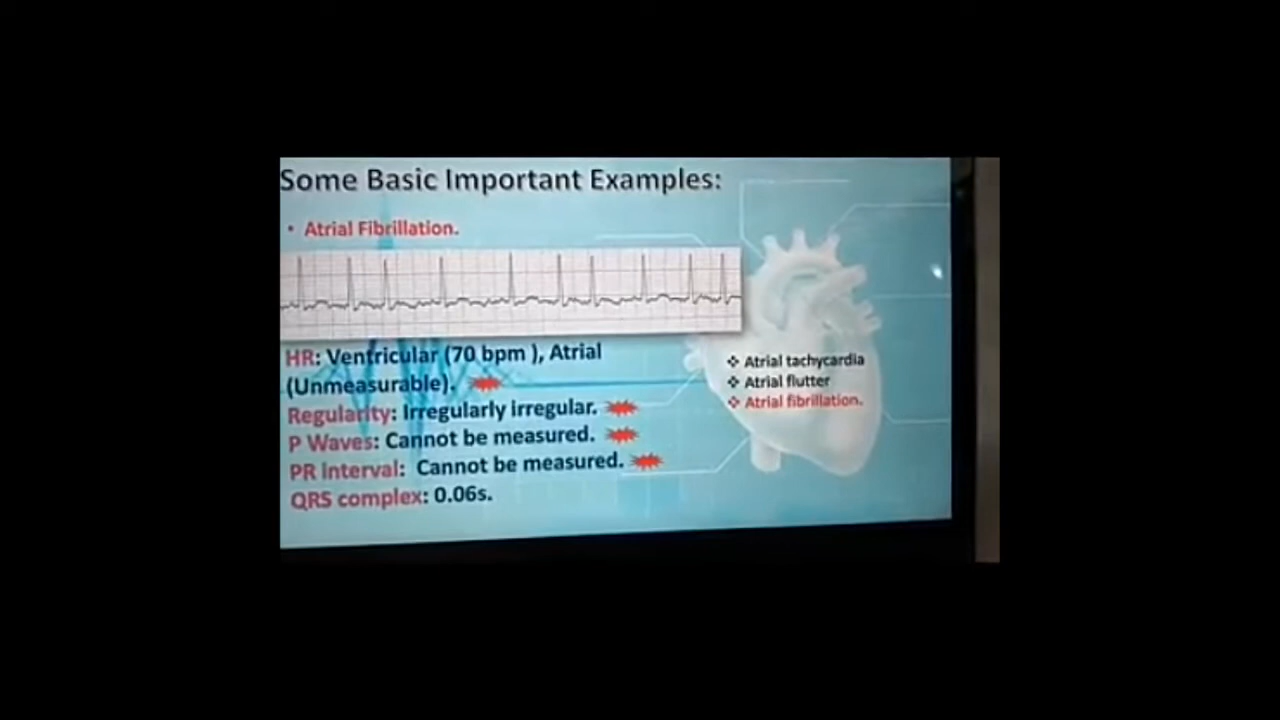 Some Basic Important Examples:
• Atrial Fibrillation.
HR: Ventricular (70 bpm ), Atrial
(Unmeasurable).
Regularity: Irregularly irregular.
P Waves: Cannot be measured.
PR Interval: Cannot be measured.
QRS complex: 0.06s.
❖ Atrial tachycardia
❖ Atrial flutter
❖ Atrial fibrillation.